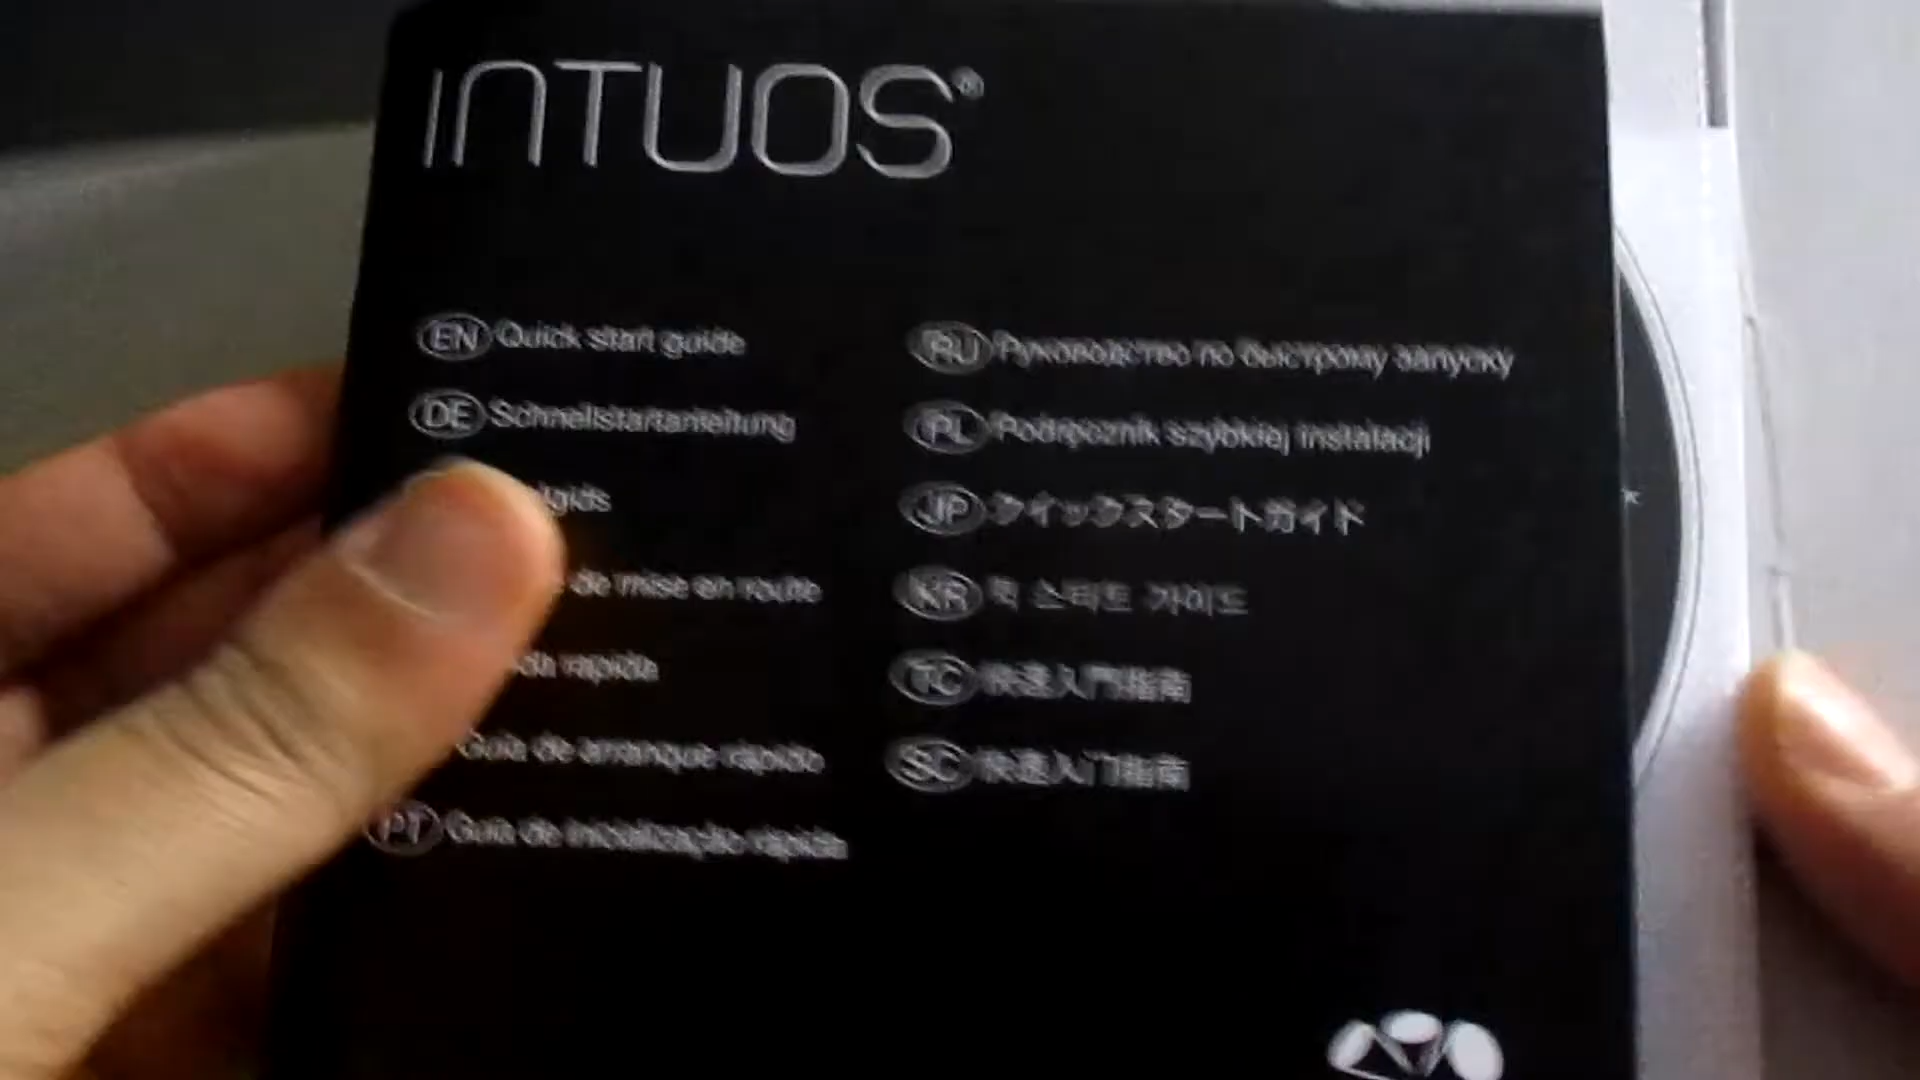 INTUOS®
EN Quick start guide
DE Schnellstartanleitung
de mise en route
rapida
Guía de arranque rápido
PT Guia de inicialização rápida
RU Руководство по быстрому запуску
PL Podręcznik szybkiej instalacji
JP クイックスタートガイド
KR 퀵 스타트 가이드
TC 快速入門指南
SC 快速入门指南